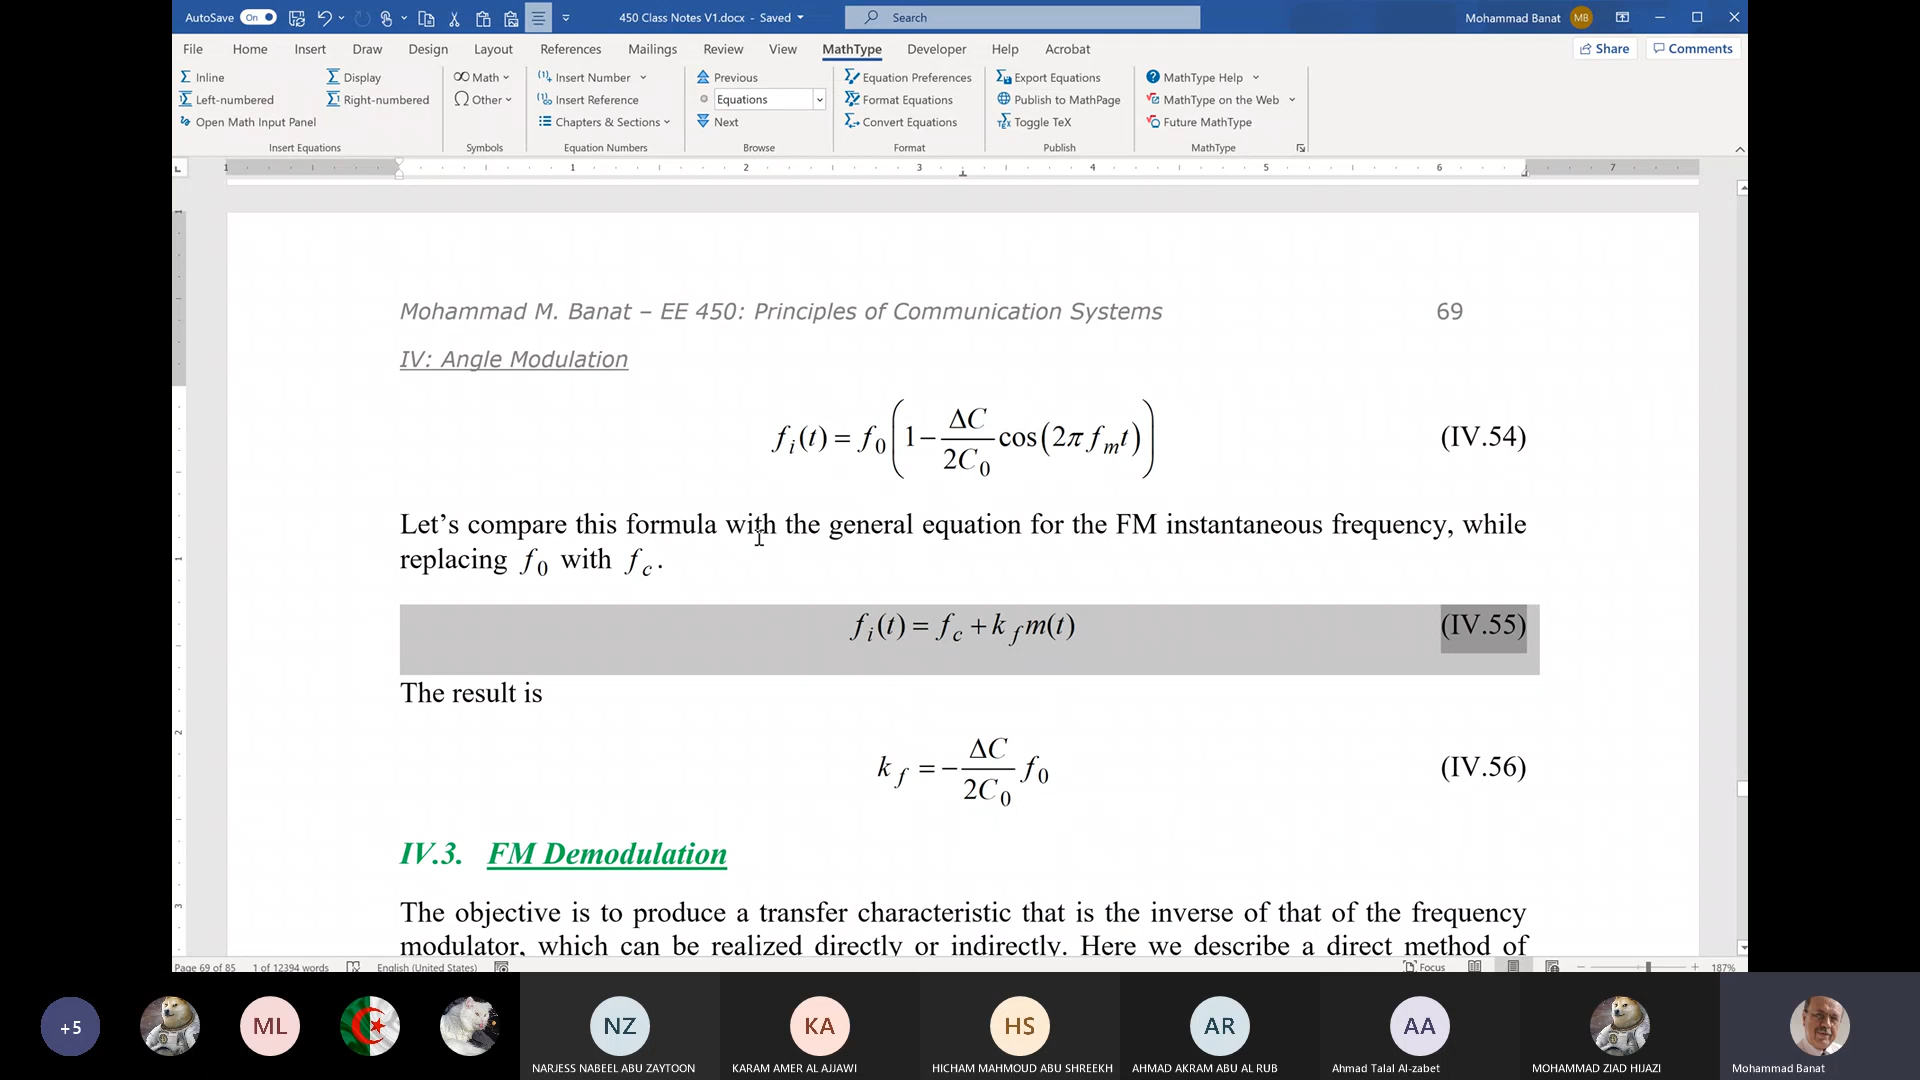 AutoSave On 450 Class Notes V1.docx - Saved Search Mohammad Banat MB
File Home Insert Draw Design Layout References Mailings Review View MathType Developer Help Acrobat Share Comments
Inline Display Math Insert Number Previous Equation Preferences Export Equations MathType Help
Left-numbered Right-numbered Other Insert Reference Equations Format Equations Publish to MathPage MathType on the Web
Open Math Input Panel Chapters & Sections Next Convert Equations Toggle TeX Future MathType
Insert Equations Symbols Equation Numbers Browse Format Publish MathType
1 1 2 3 4 5 6 7
Mohammad M. Banat – EE 450: Principles of Communication Systems 69
IV: Angle Modulation
f_i(t) = f_0(1 − ΔC/2C_0 cos(2π f_m t)) (IV.54)
Let’s compare this formula with the general equation for the FM instantaneous frequency, while
replacing f_0 with f_c.
f_i(t) = f_c + k_f m(t) (IV.55)
The result is
k_f = − ΔC/2C_0 f_0 (IV.56)
IV.3. FM Demodulation
The objective is to produce a transfer characteristic that is the inverse of that of the frequency
modulator, which can be realized directly or indirectly. Here we describe a direct method of
Page 69 of 85 1 of 12394 words English (United States) Focus 187%
+5 ML NZ KA HS AR AA
NARJESS NABEEL ABU ZAYTOON KARAM AMER AL AJJAWI HICHAM MAHMOUD ABU SHREEKH AHMAD AKRAM ABU AL RUB Ahmad Talal Al-zabet MOHAMMAD ZIAD HIJAZI Mohammad Banat